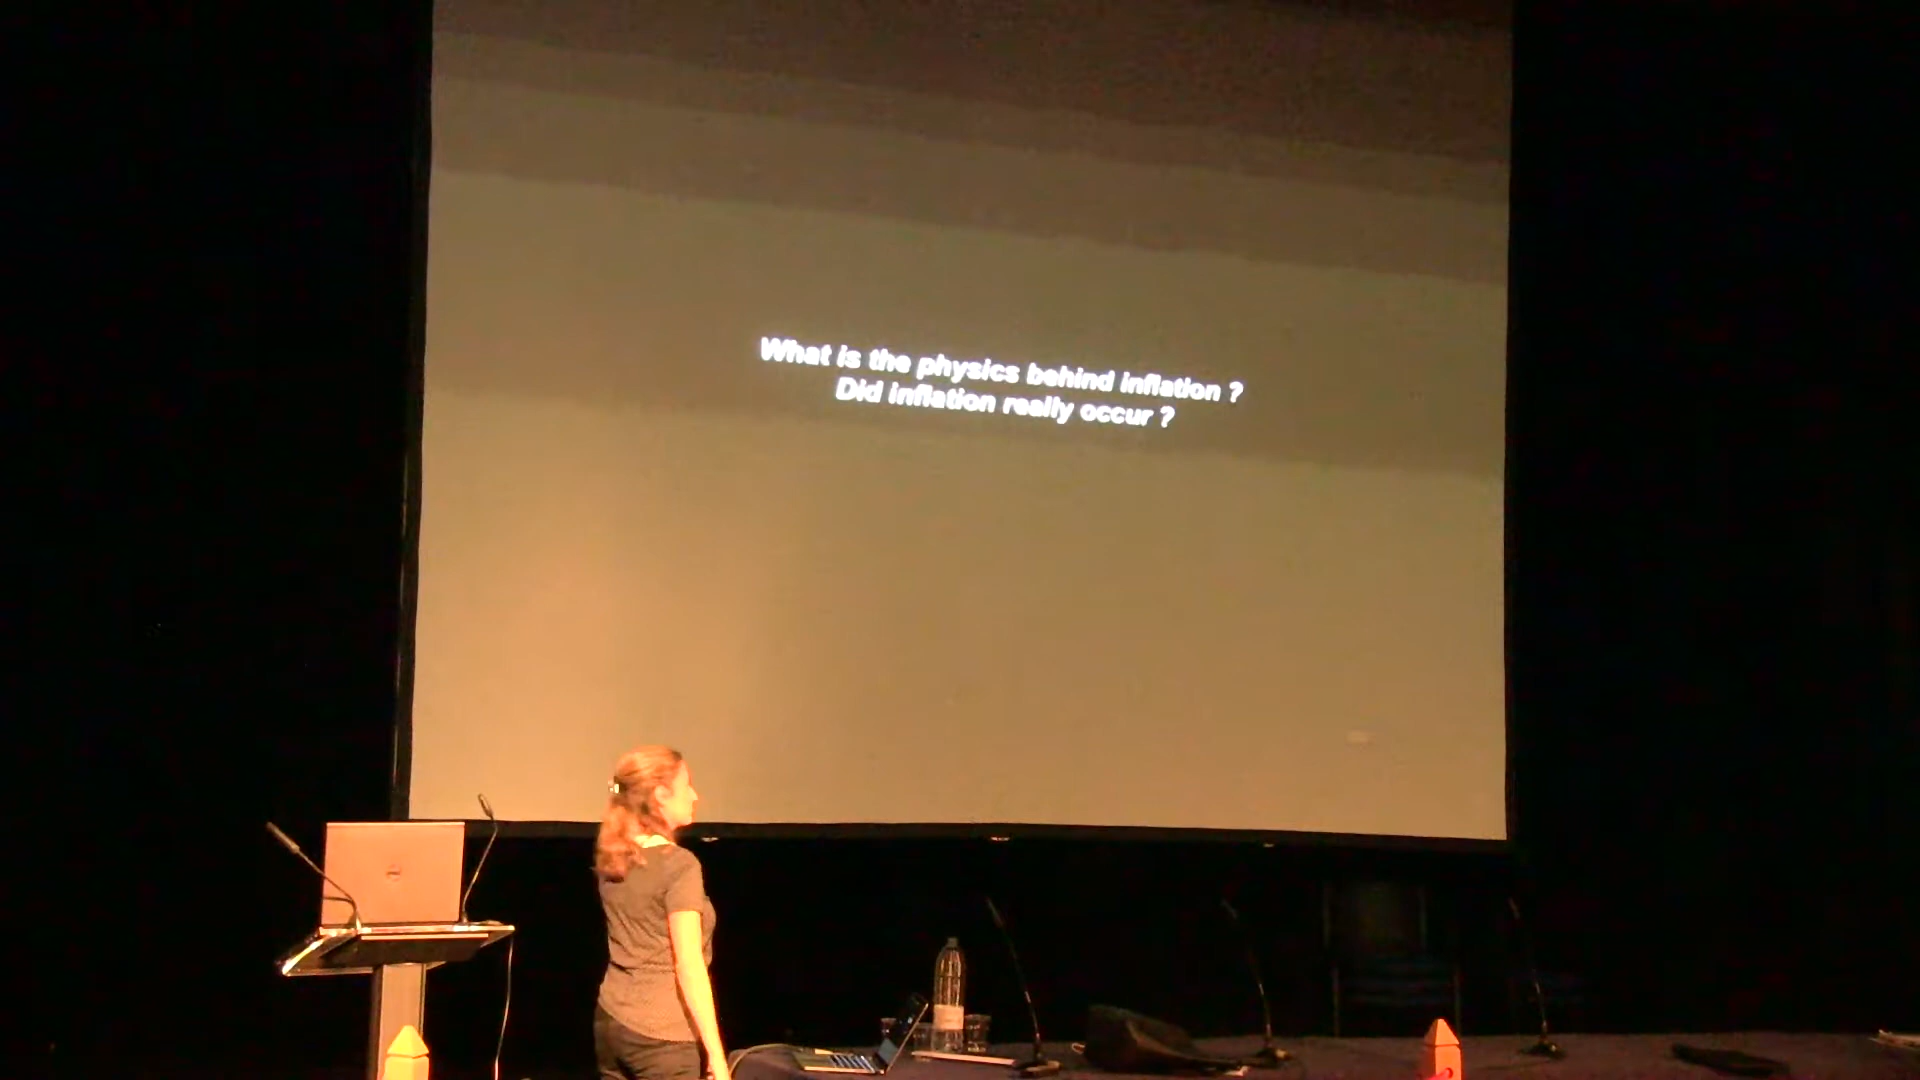 What is the physics behind inflation ?
Did inflation really occur ?